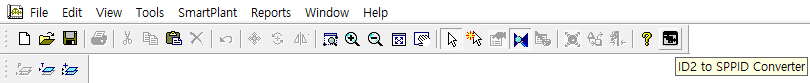 File Edit View Tools SmartPlant Reports Window Help
ID2 to SPPID Converter